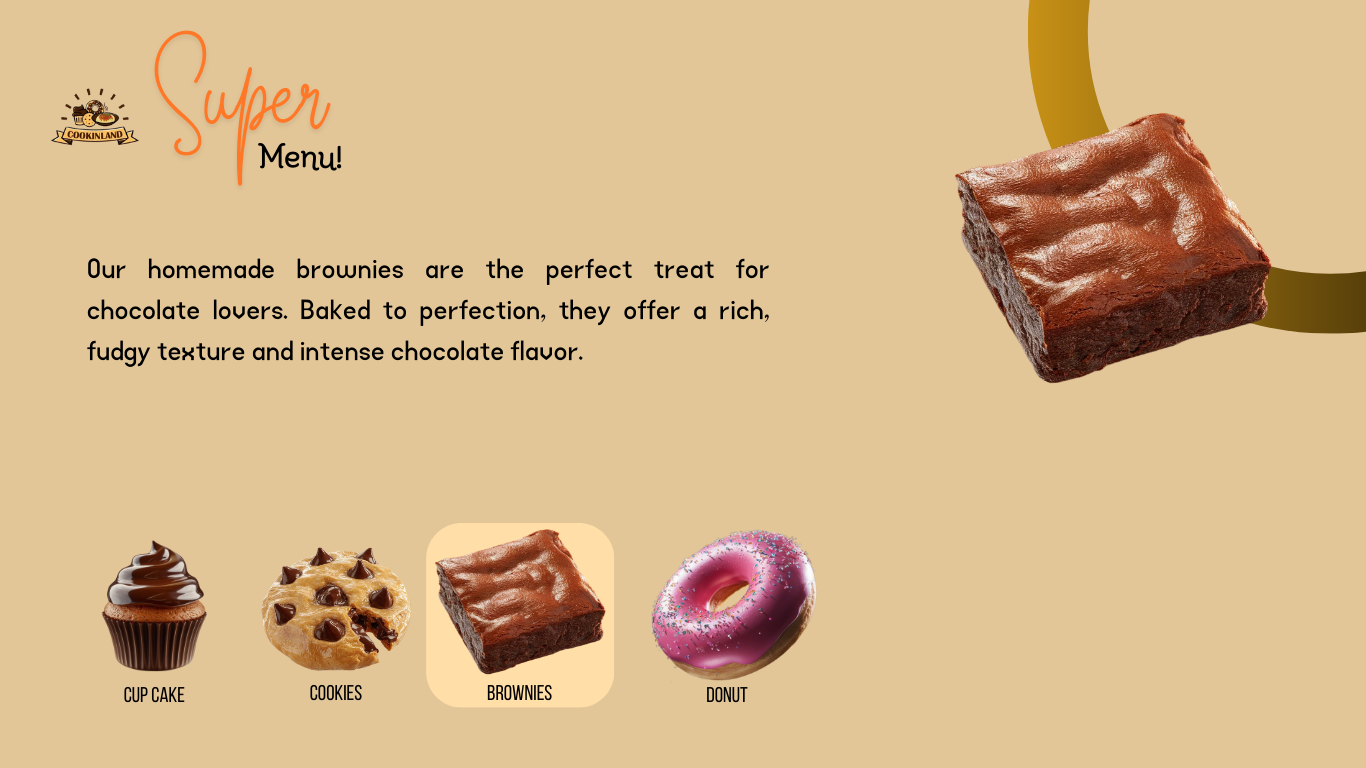 COOKINLAND
Super
Menu!
Our homemade brownies are the perfect treat for
chocolate lovers. Baked to perfection, they offer a rich,
fudgy texture and intense chocolate flavor.
CUP CAKE
COOKIES
BROWNIES
DONUT